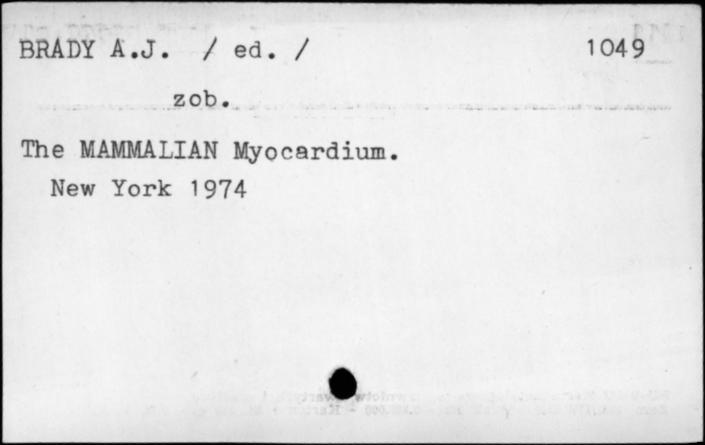 BRADY A.J. / ed. / 1049
zob.
The MAMMALIAN Myocardium.
New York 1974